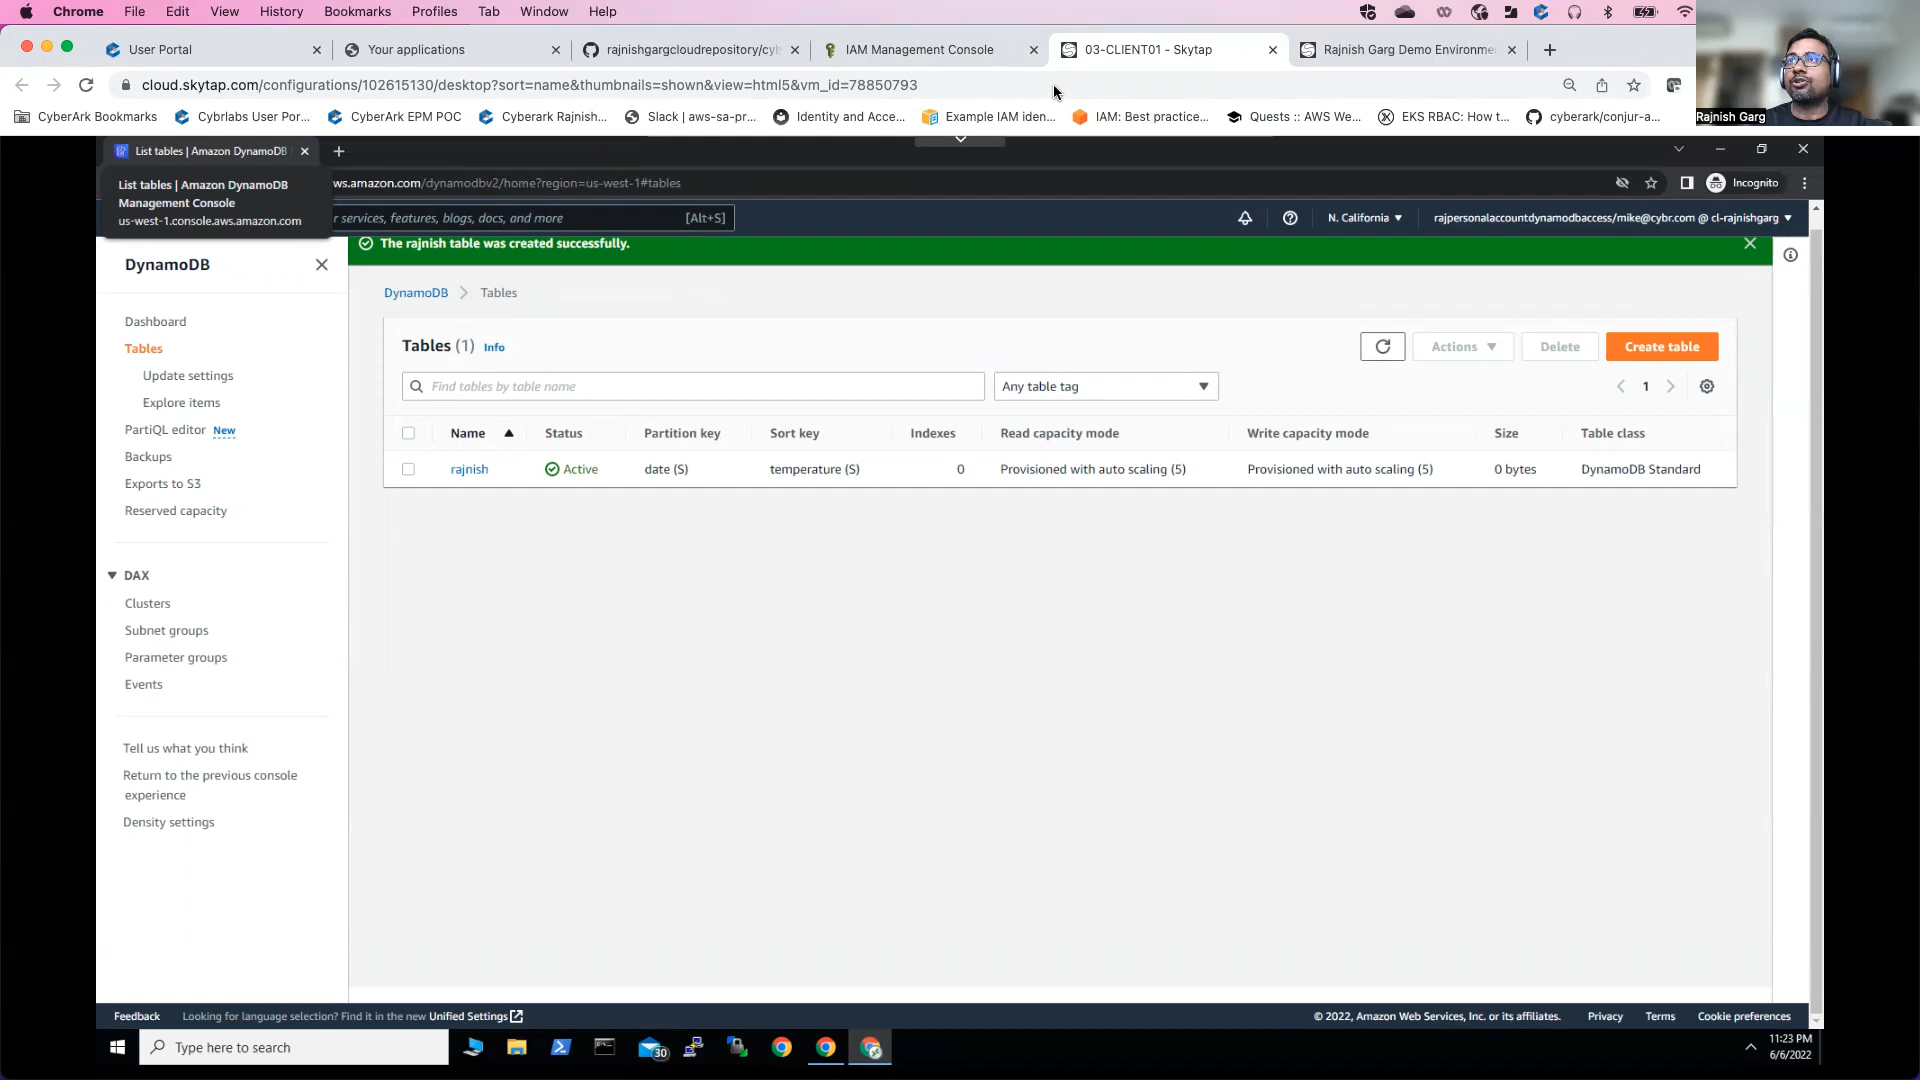 Chrome File Edit View History Bookmarks Profiles Tab Window Help
User Portal
Your applications
rajnishgargcloudrepository/cyb
IAM Management Console
03-CLIENT01 - Skytap
Rajnish Garg Demo Environme
cloud.skytap.com/configurations/102615130/desktop?sort=name&thumbnails=shown&view=html5&vm_id=78850793
CyberArk Bookmarks
Cybrlabs User Por...
CyberArk EPM POC
Cyberark Rajnish...
Slack | aws-sa-pr...
Identity and Acce...
Example IAM iden...
IAM: Best practice...
Quests :: AWS We...
EKS RBAC: How t...
cyberark/conjur-a...
Rajnish Garg
List tables | Amazon DynamoDB
List tables | Amazon DynamoDB
Management Console
us-west-1.console.aws.amazon.com
ws.amazon.com/dynamodbv2/home?region=us-west-1#tables
Incognito
r services, features, blogs, docs, and more [Alt+S]
N. California
rajpersonalaccountdynamodbaccess/mike@cybr.com @ cl-rajnishgarg
The rajnish table was created successfully.
DynamoDB
Dashboard
Tables
Update settings
Explore items
PartiQL editor New
Backups
Exports to S3
Reserved capacity
DAX
Clusters
Subnet groups
Parameter groups
Events
Tell us what you think
Return to the previous console
experience
Density settings
DynamoDB Tables
Tables (1) Info
Actions
Delete
Create table
Find tables by table name
Any table tag
1
Name Status Partition key Sort key Indexes Read capacity mode Write capacity mode Size Table class
rajnish Active date (S) temperature (S) 0 Provisioned with auto scaling (5) Provisioned with auto scaling (5) 0 bytes DynamoDB Standard
Feedback Looking for language selection? Find it in the new Unified Settings
© 2022, Amazon Web Services, Inc. or its affiliates. Privacy Terms Cookie preferences
Type here to search
30
11:23 PM
6/6/2022